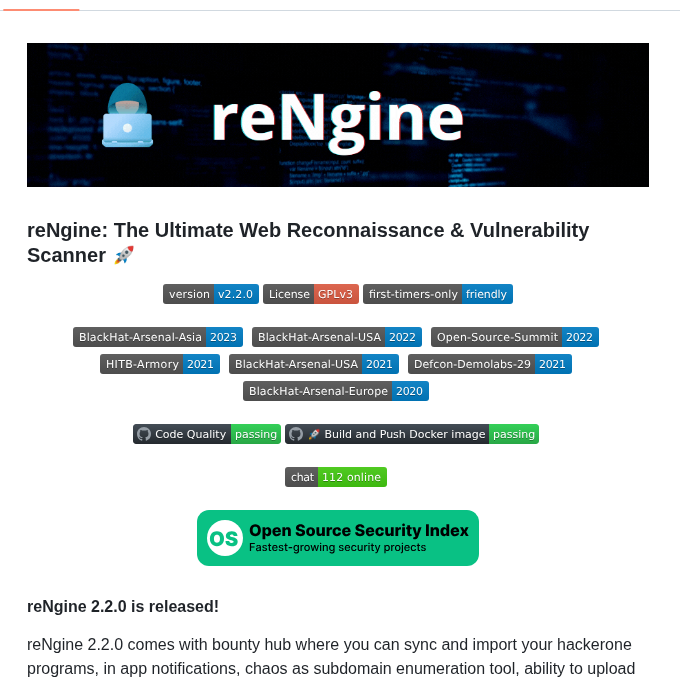 reNgine
reNgine: The Ultimate Web Reconnaissance & Vulnerability
Scanner 🚀
version v2.2.0 License GPLv3 first-timers-only friendly
BlackHat-Arsenal-Asia 2023 BlackHat-Arsenal-USA 2022 Open-Source-Summit 2022
HITB-Armory 2021 BlackHat-Arsenal-USA 2021 Defcon-Demolabs-29 2021
BlackHat-Arsenal-Europe 2020
Code Quality passing 🚀 Build and Push Docker image passing
chat 112 online
OS Open Source Security Index
Fastest-growing security projects
reNgine 2.2.0 is released!
reNgine 2.2.0 comes with bounty hub where you can sync and import your hackerone
programs, in app notifications, chaos as subdomain enumeration tool, ability to upload